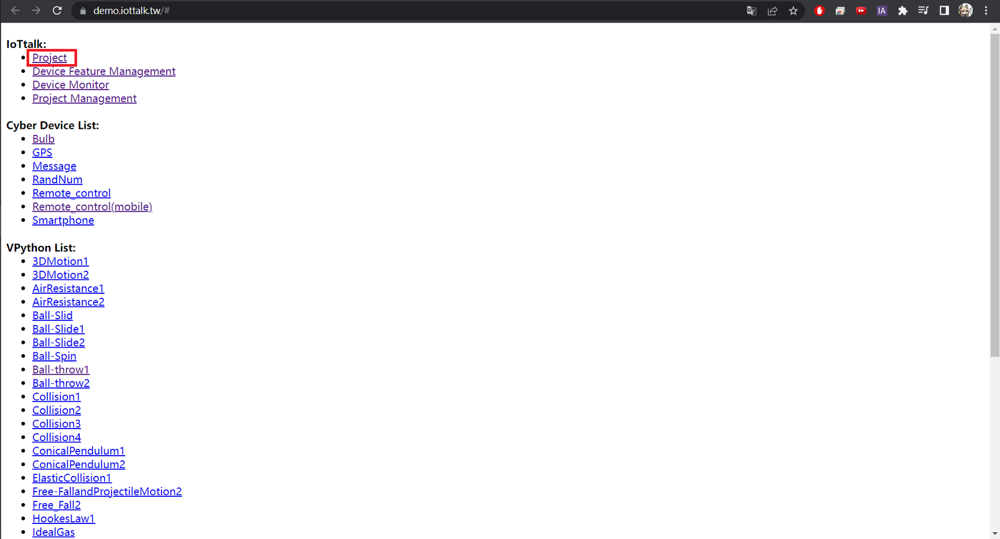 demo.iottalk.tw/#
IA
IoTtalk:
Project
Device Feature Management
Device Monitor
Project Management
Cyber Device List:
Bulb
GPS
Message
RandNum
Remote_control
Remote_control(mobile)
Smartphone
VPython List:
3DMotion1
3DMotion2
AirResistance1
AirResistance2
Ball-Slid
Ball-Slide1
Ball-Slide2
Ball-Spin
Ball-throw1
Ball-throw2
Collision1
Collision2
Collision3
Collision4
ConicalPendulum1
ConicalPendulum2
ElasticCollision1
Free-FallandProjectileMotion2
Free_Fall2
HookesLaw1
IdealGas